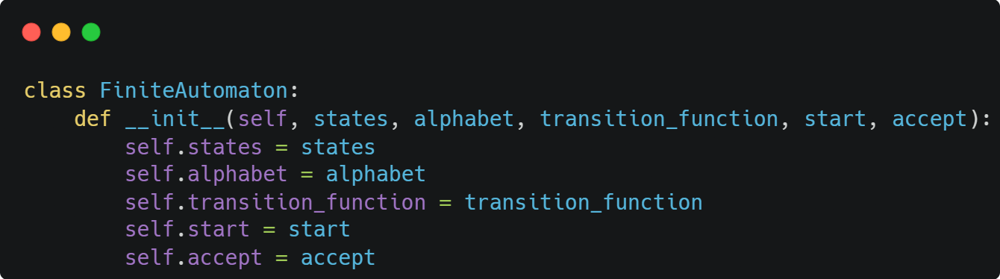 class FiniteAutomaton:
    def __init__(self, states, alphabet, transition_function, start, accept):
        self.states = states
        self.alphabet = alphabet
        self.transition_function = transition_function
        self.start = start
        self.accept = accept